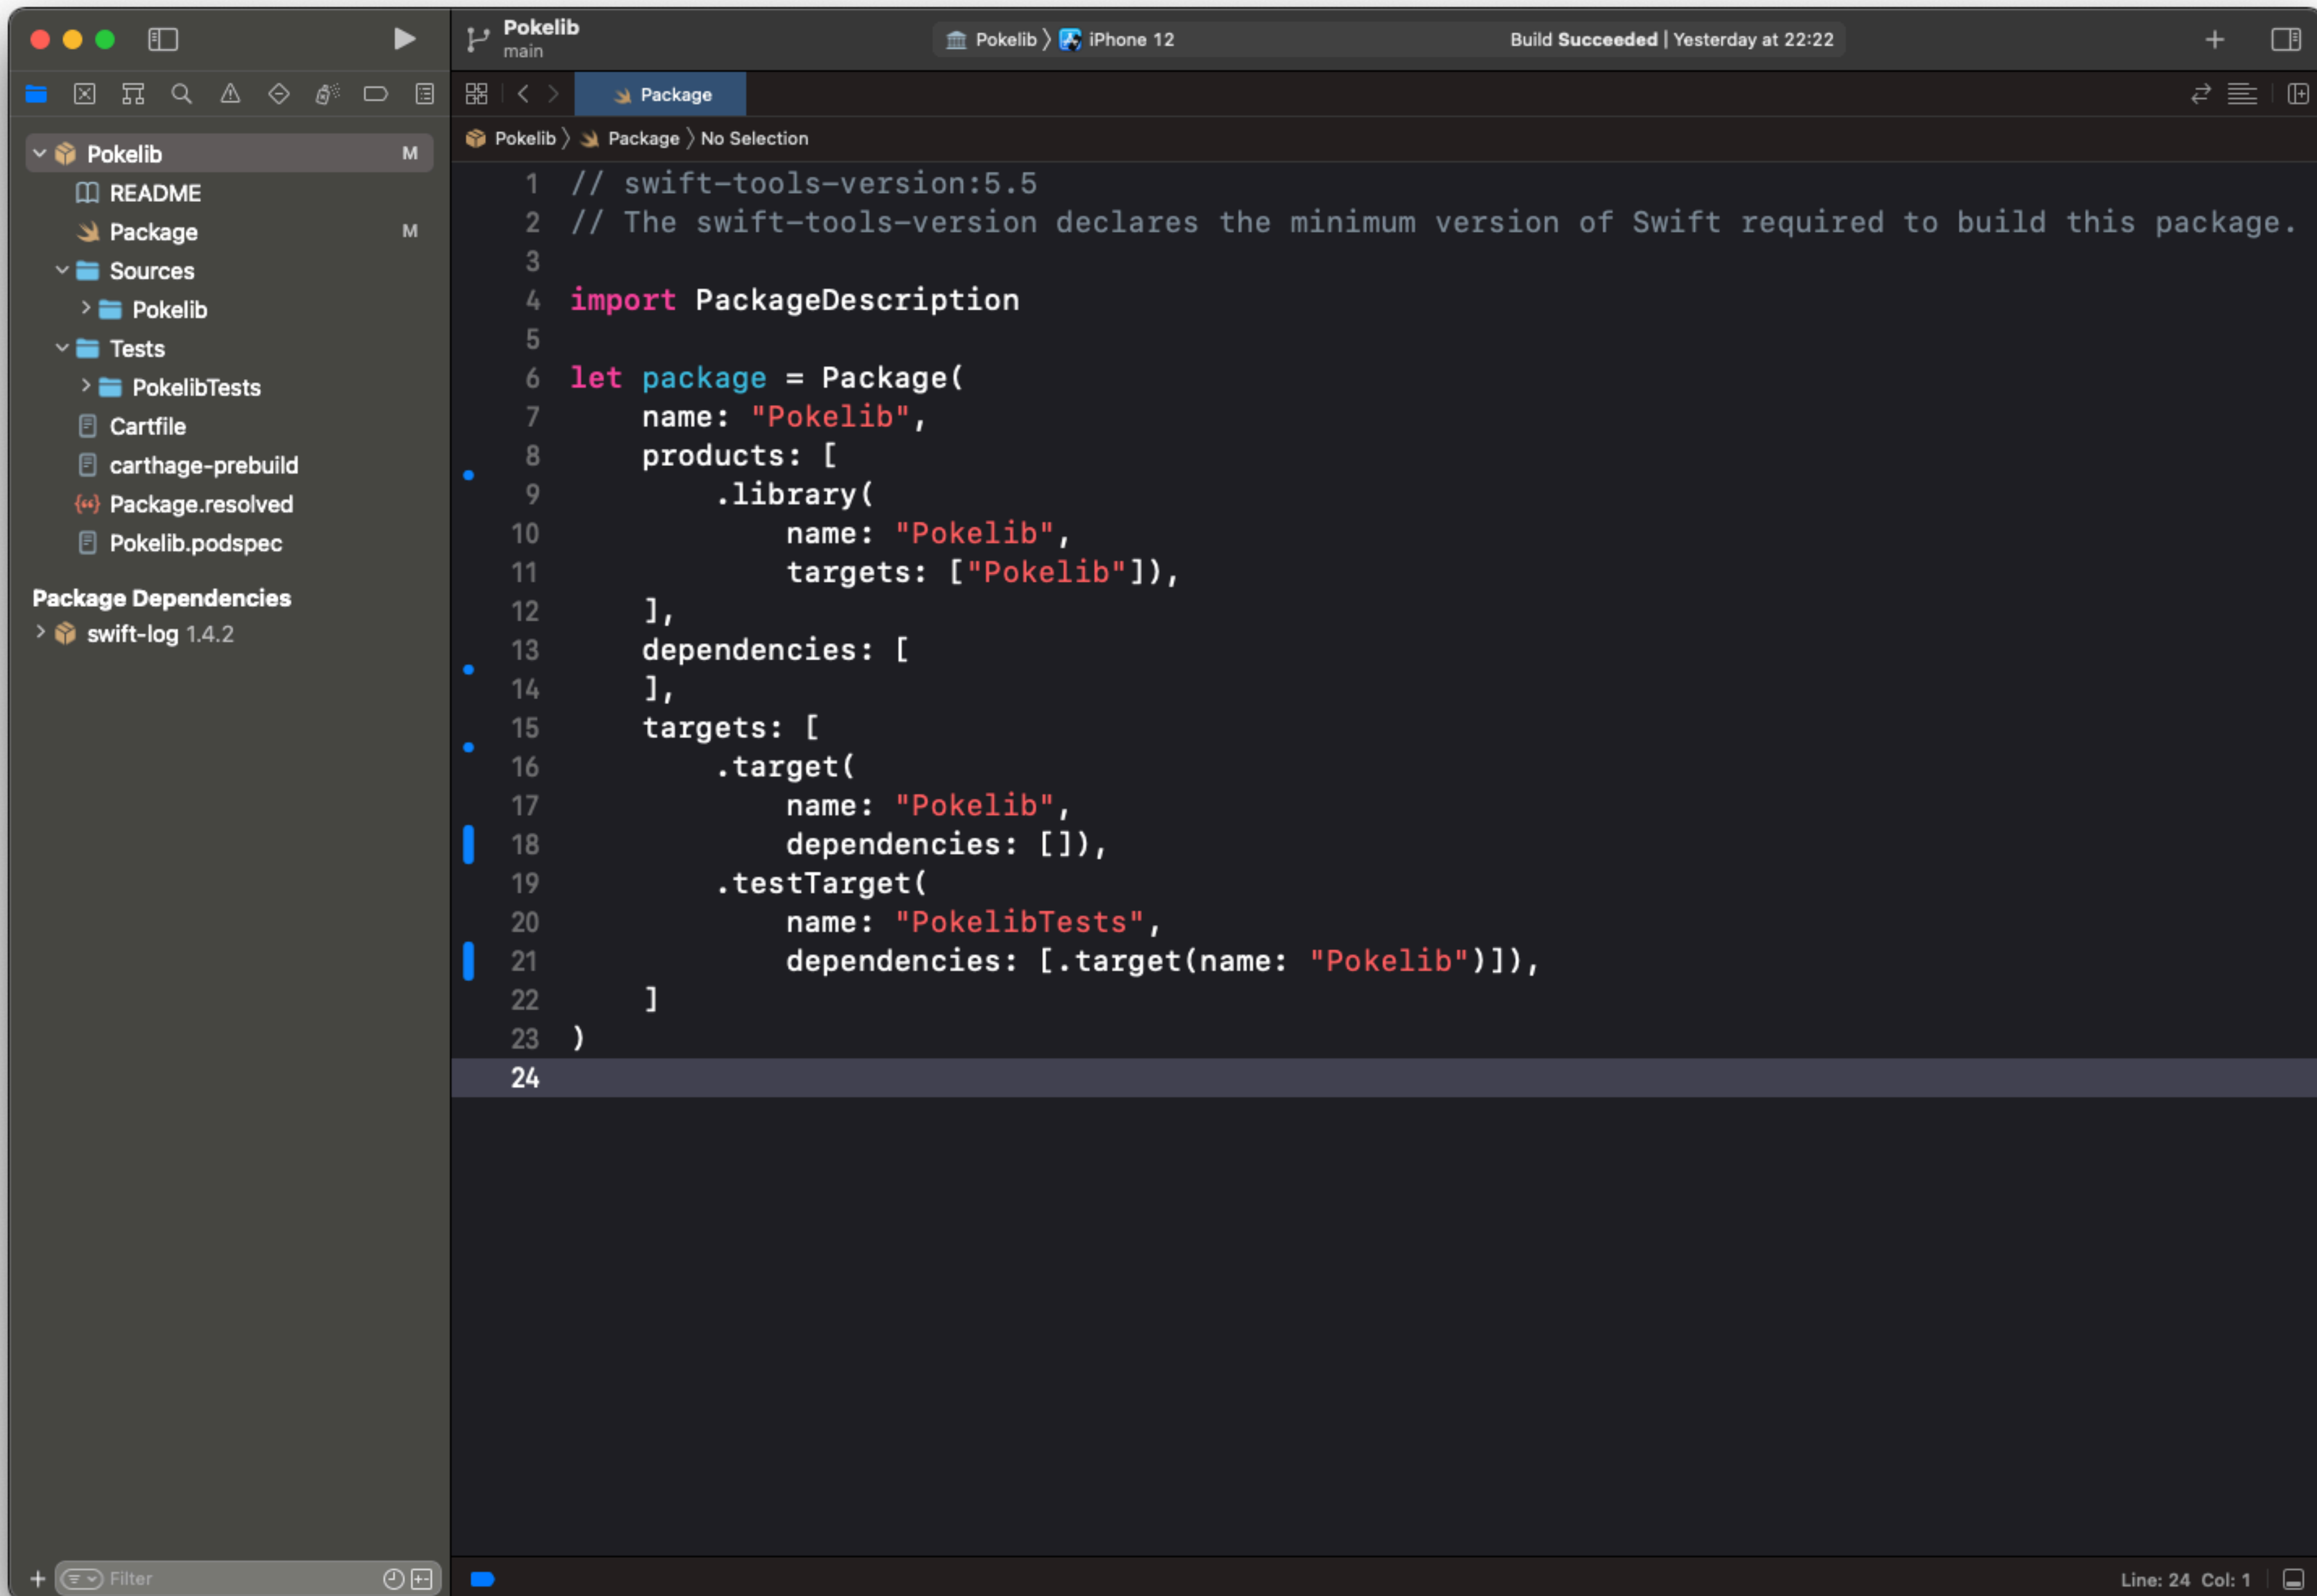 Pokelib
main
Pokelib
iPhone 12
Build Succeeded | Yesterday at 22:22
Package
Pokelib
Package
No Selection
Pokelib M
README
Package M
Sources
Pokelib
Tests
PokelibTests
Cartfile
carthage-prebuild
Package.resolved
Pokelib.podspec
Package Dependencies
swift-log 1.4.2
Filter
1 // swift-tools-version:5.5
2 // The swift-tools-version declares the minimum version of Swift required to build this package.
3
4 import PackageDescription
5
6 let package = Package(
7     name: "Pokelib",
8     products: [
9         .library(
10             name: "Pokelib",
11             targets: ["Pokelib"]),
12     ],
13     dependencies: [
14     ],
15     targets: [
16         .target(
17             name: "Pokelib",
18             dependencies: []),
19         .testTarget(
20             name: "PokelibTests",
21             dependencies: [.target(name: "Pokelib")]),
22     ]
23 )
24
Line: 24 Col: 1